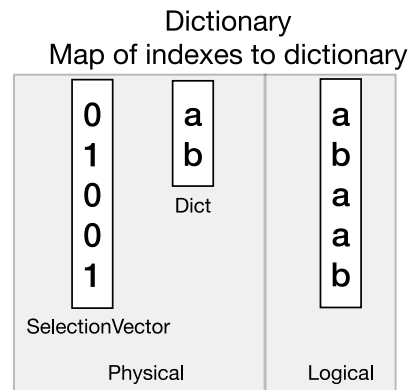 Dictionary
Map of indexes to dictionary
0
1
0
0
1
SelectionVector
a
b
Dict
Physical
a
b
a
a
b
Logical